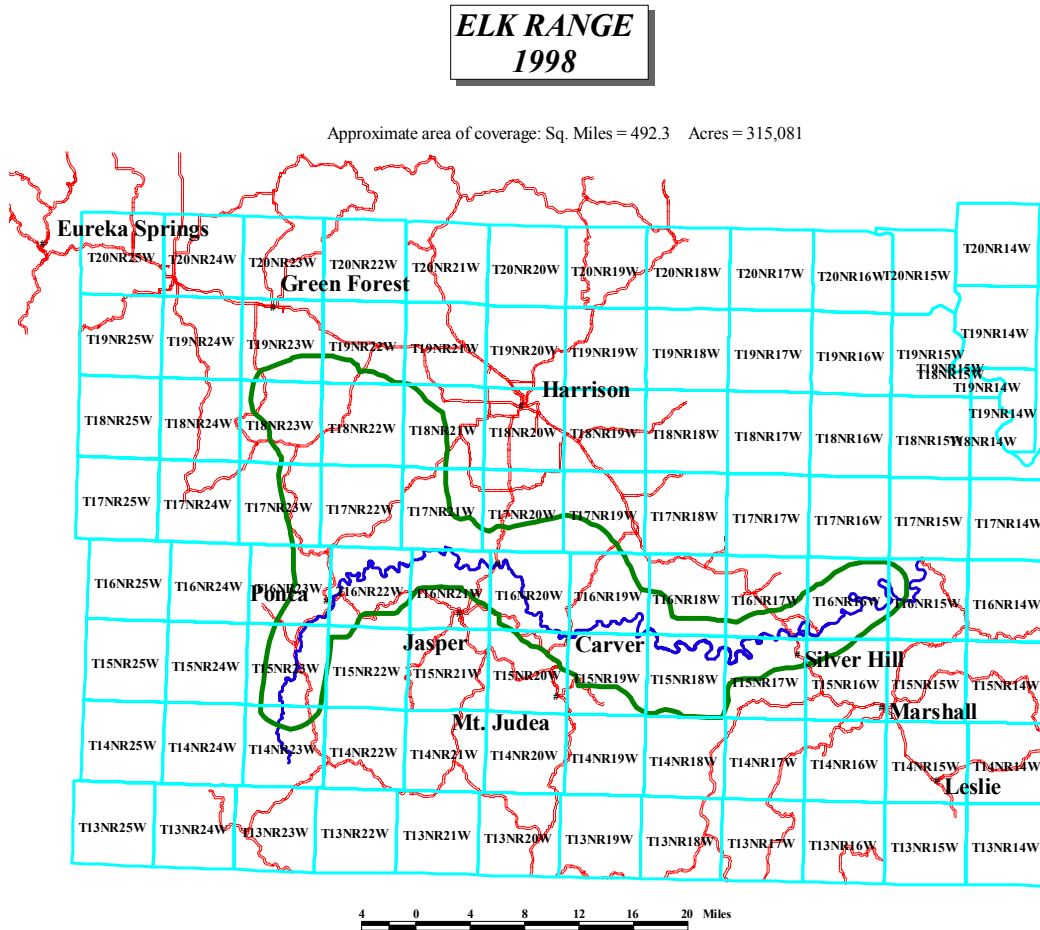 ELK RANGE
1998
Approximate area of coverage: Sq. Miles = 492.3 Acres = 315,081
Eureka Springs
T20NR25W T20NR24W T20NR23W T20NR22W T20NR21W T20NR20W T20NR19W T20NR18W T20NR17W T20NR16W T20NR15W T20NR14W
Green Forest
T19NR25W T19NR24W T19NR23W T19NR22W T19NR21W T19NR20W T19NR19W T19NR18W T19NR17W T19NR16W T19NR15W T19NR14W
T19NR15W
T18NR15W
T19NR14W
Harrison
T18NR25W T18NR24W T18NR23W T18NR22W T18NR21W T18NR20W T18NR19W T18NR18W T18NR17W T18NR16W T18NR15W T18NR14W
T19NR14W
T17NR25W T17NR24W T17NR23W T17NR22W T17NR21W T17NR20W T17NR19W T17NR18W T17NR17W T17NR16W T17NR15W T17NR14W
T16NR25W T16NR24W T16NR23W T16NR22W T16NR21W T16NR20W T16NR19W T16NR18W T16NR17W T16NR16W T16NR15W T16NR14W
Ponca
Jasper
Carver
Silver Hill
T15NR25W T15NR24W T15NR23W T15NR22W T15NR21W T15NR20W T15NR19W T15NR18W T15NR17W T15NR16W T15NR15W T15NR14W
Mt. Judea
Marshall
T14NR25W T14NR24W T14NR23W T14NR22W T14NR21W T14NR20W T14NR19W T14NR18W T14NR17W T14NR16W T14NR15W T14NR14W
Leslie
T13NR25W T13NR24W T13NR23W T13NR22W T13NR21W T13NR20W T13NR19W T13NR18W T13NR17W T13NR16W T13NR15W T13NR14W
4 0 4 8 12 16 20 Miles